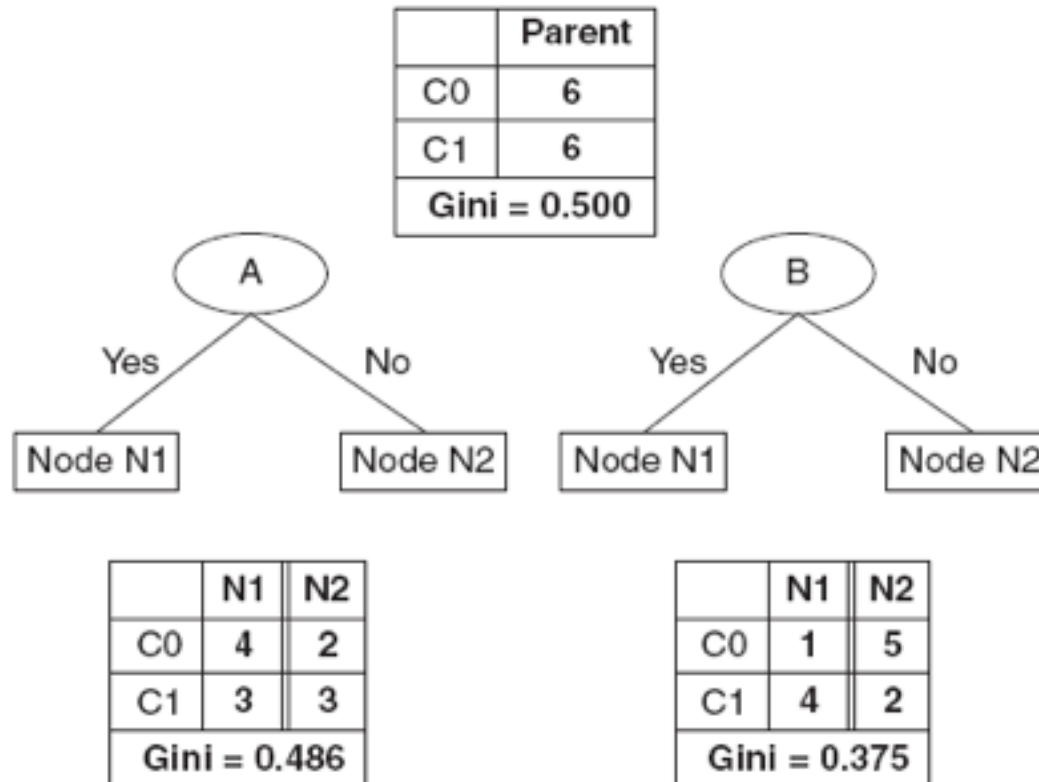 Parent
C0 6
C1 6
Gini = 0.500
A B
Yes No Yes No
Node N1 Node N2 Node N1 Node N2
N1 N2 N1 N2
C0 4 2 C0 1 5
C1 3 3 C1 4 2
Gini = 0.486 Gini = 0.375